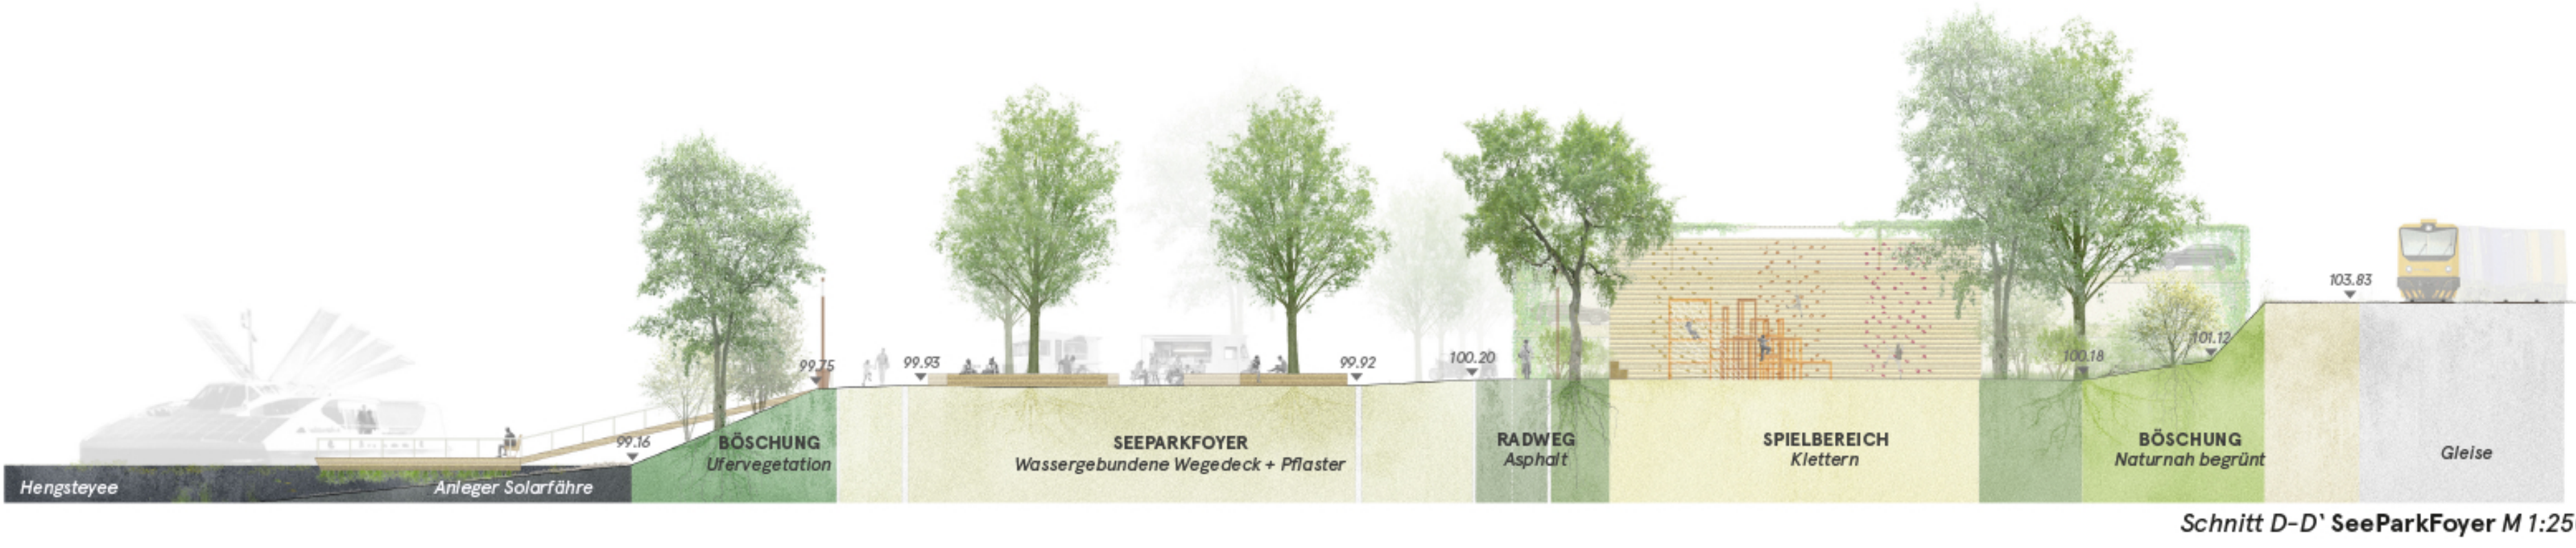 99.16
99.75
99.93
99.92
100.20
100.18
101.12
103.83
Hengsteyee
Anleger Solarfähre
BÖSCHUNG
Ufervegetation
SEEPARKFOYER
Wassergebundene Wegedeck + Pflaster
RADWEG
Asphalt
SPIELBEREICH
Klettern
BÖSCHUNG
Naturnah begrünt
Gleise
Schnitt D-D` SeeParkFoyer M 1:25